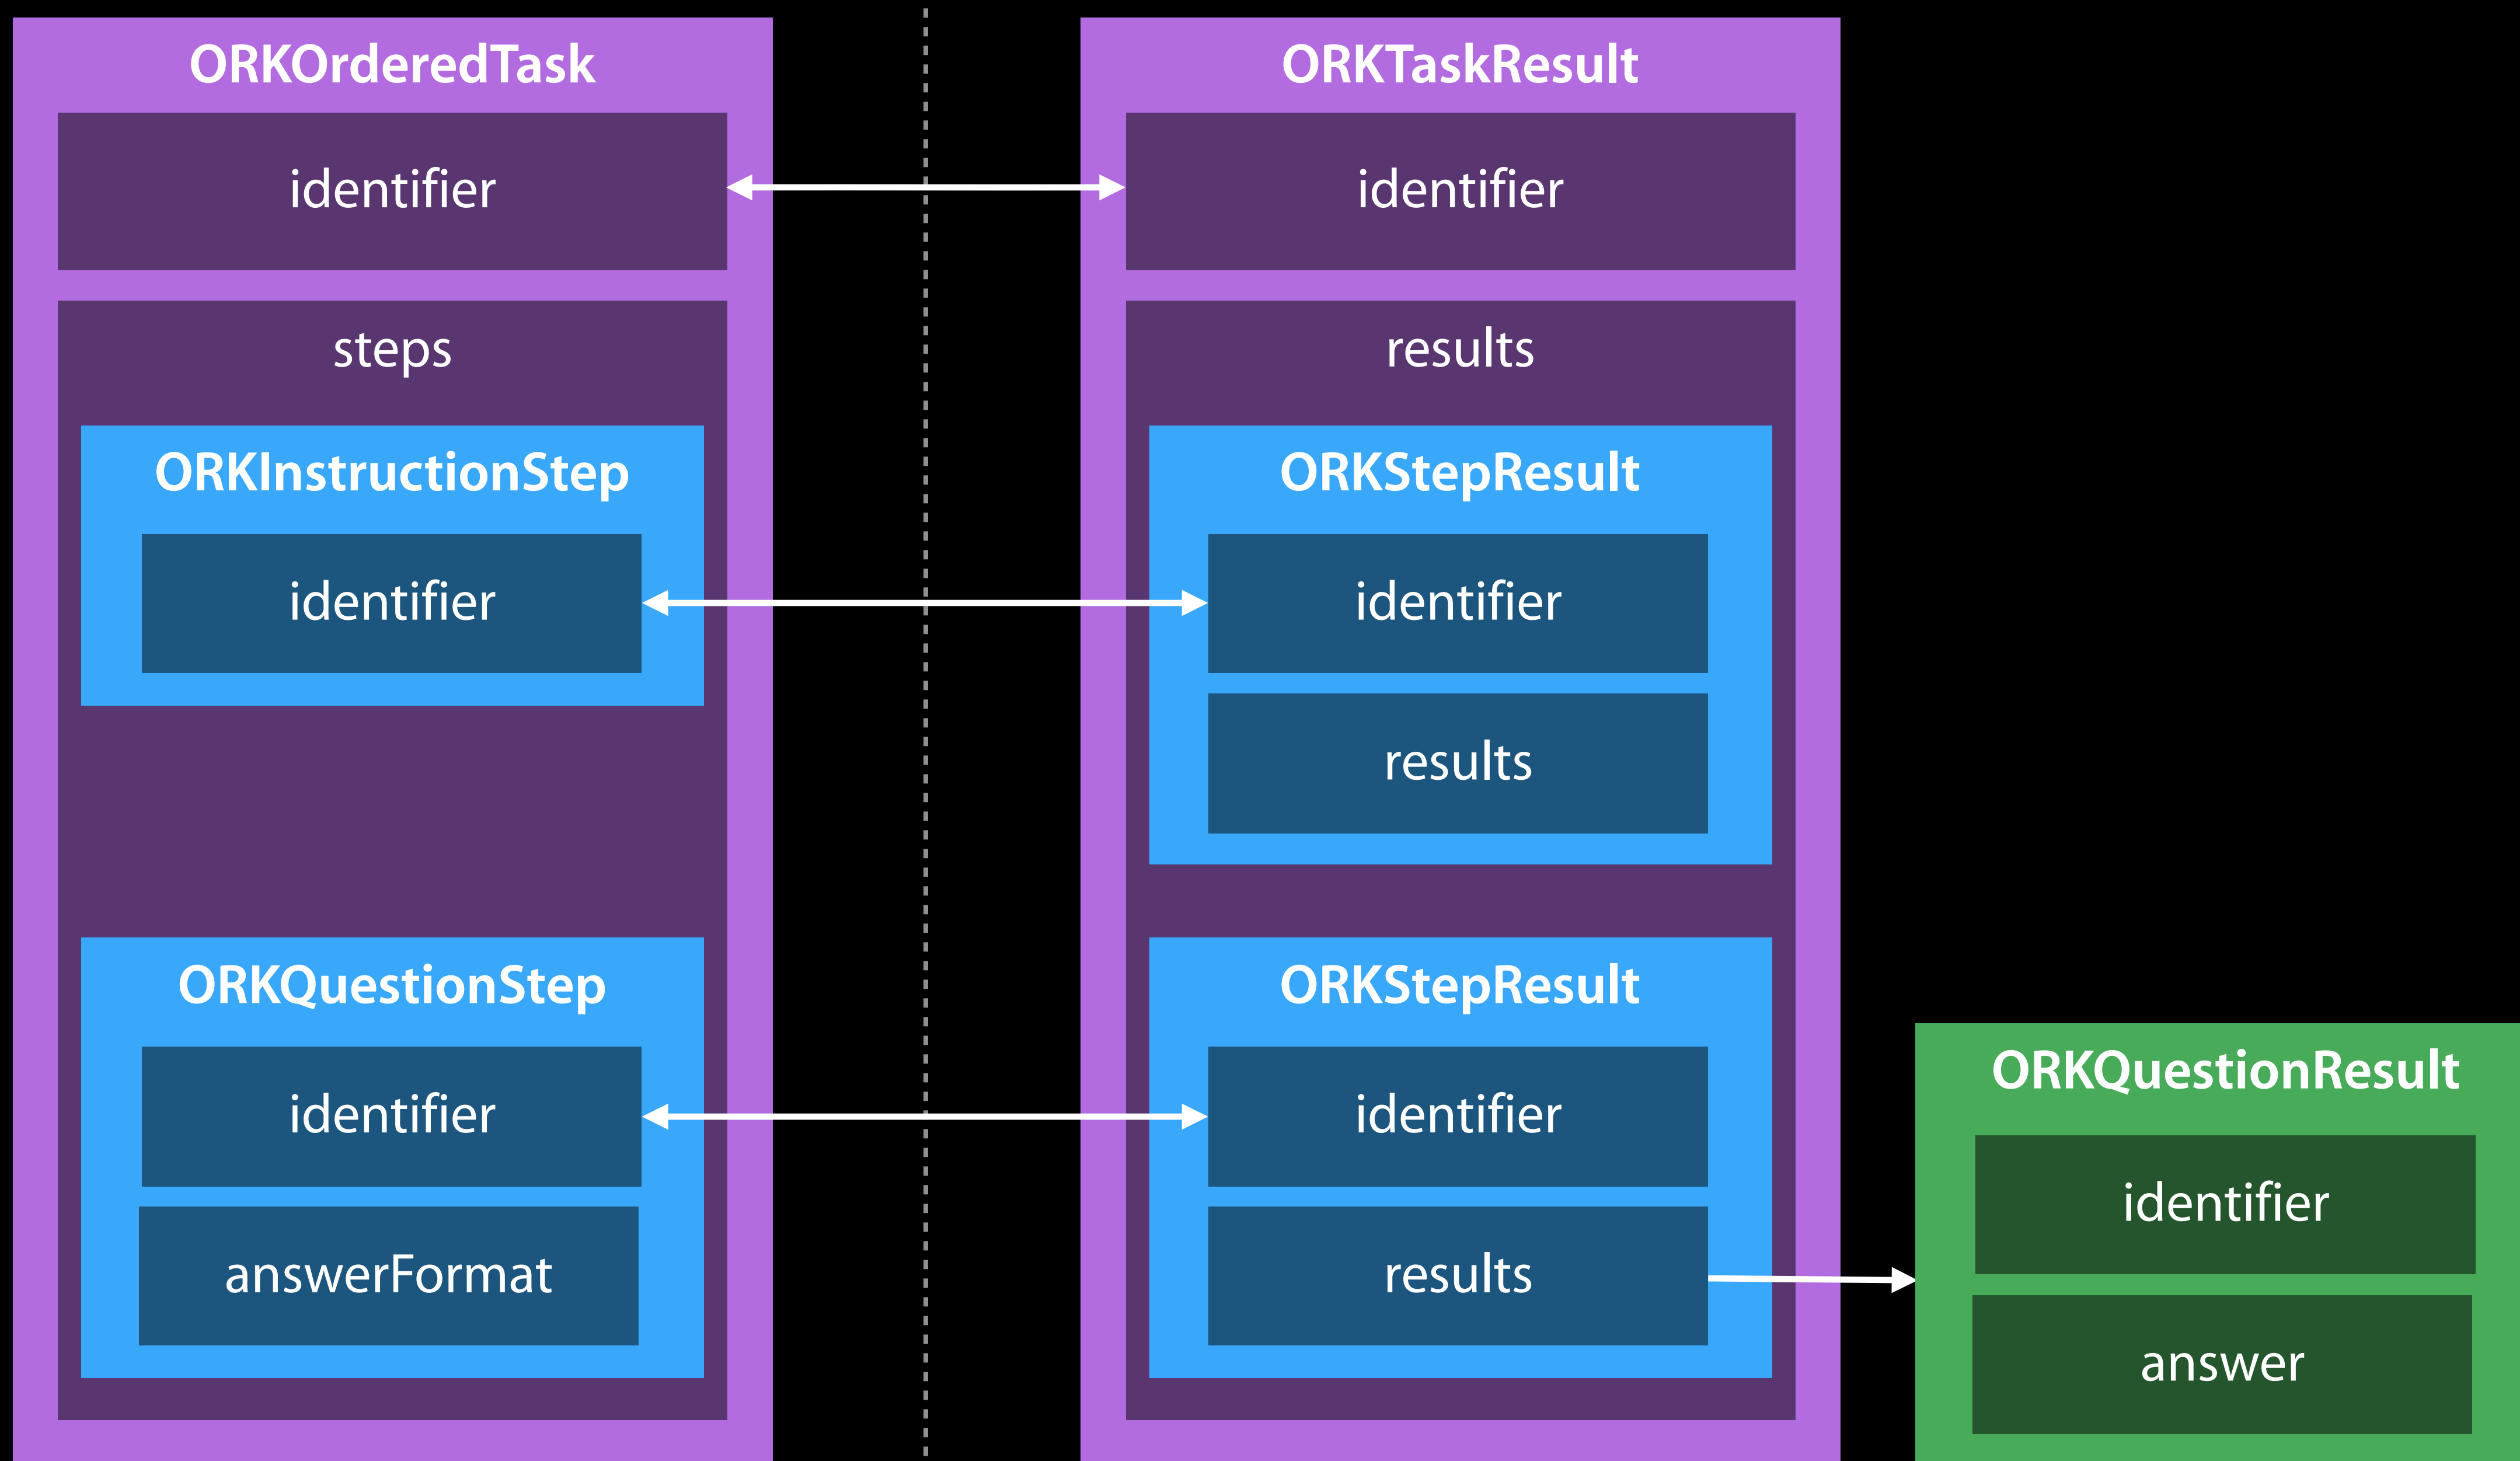 ORKOrderedTask
identifier
steps
ORKInstructionStep
identifier
ORKQuestionStep
identifier
answerFormat
ORKTaskResult
identifier
results
ORKStepResult
identifier
results
ORKStepResult
identifier
results
ORKQuestionResult
identifier
answer